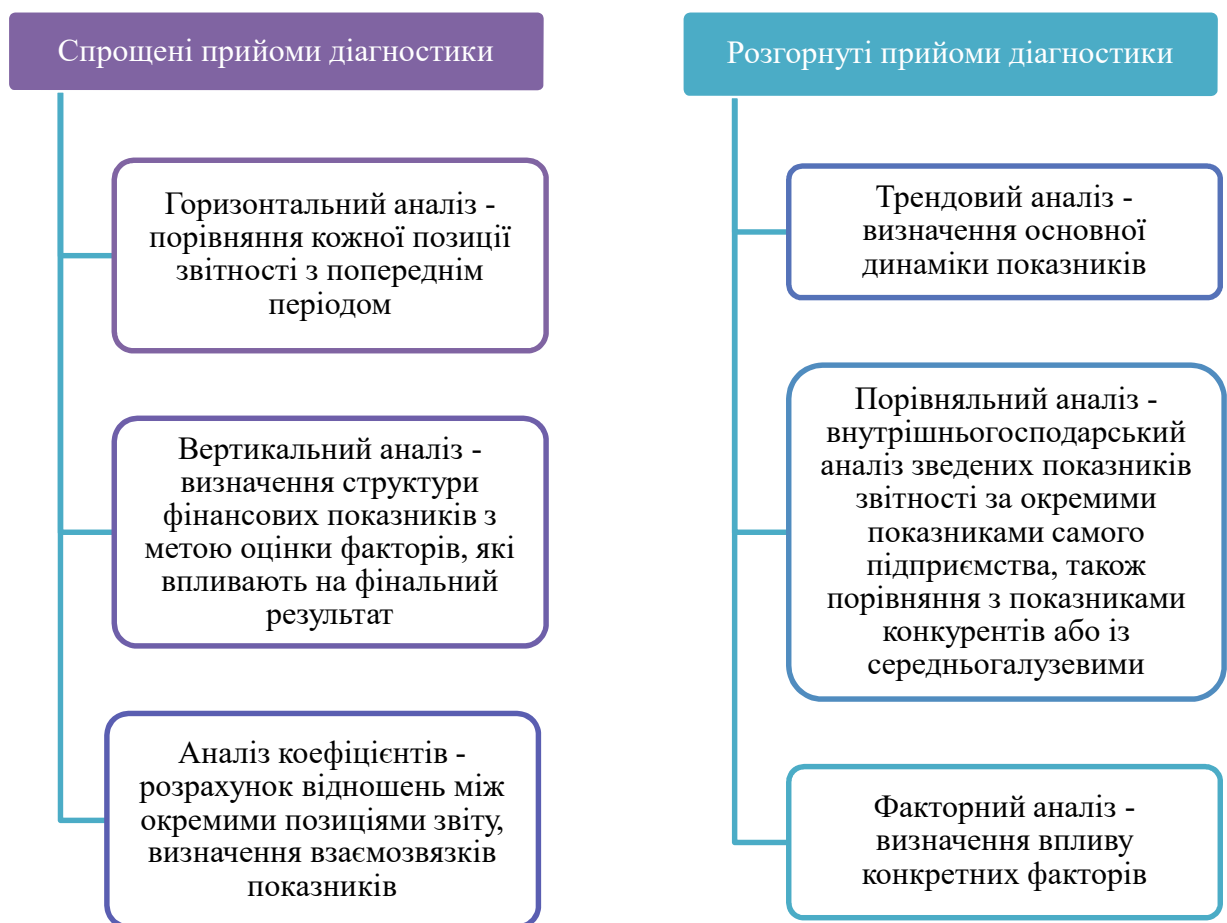 Спрощені прийоми діагностики
Горизонтальний аналіз -
порівняння кожної позиції
звітності з попереднім
періодом
Вертикальний аналіз -
визначення структури
фінансових показників з
метою оцінки факторів, які
впливають на фінальний
результат
Аналіз коефіцієнтів -
розрахунок відношень між
окремими позиціями звіту,
визначення взаємозвязків
показників
Розгорнуті прийоми діагностики
Трендовий аналіз -
визначення основної
динаміки показників
Порівняльний аналіз -
внутрішньогосподарський
аналіз зведених показників
звітності за окремими
показниками самого
підприємства, також
порівняння з показниками
конкурентів або із
середньогалузевими
Факторний аналіз -
визначення впливу
конкретних факторів